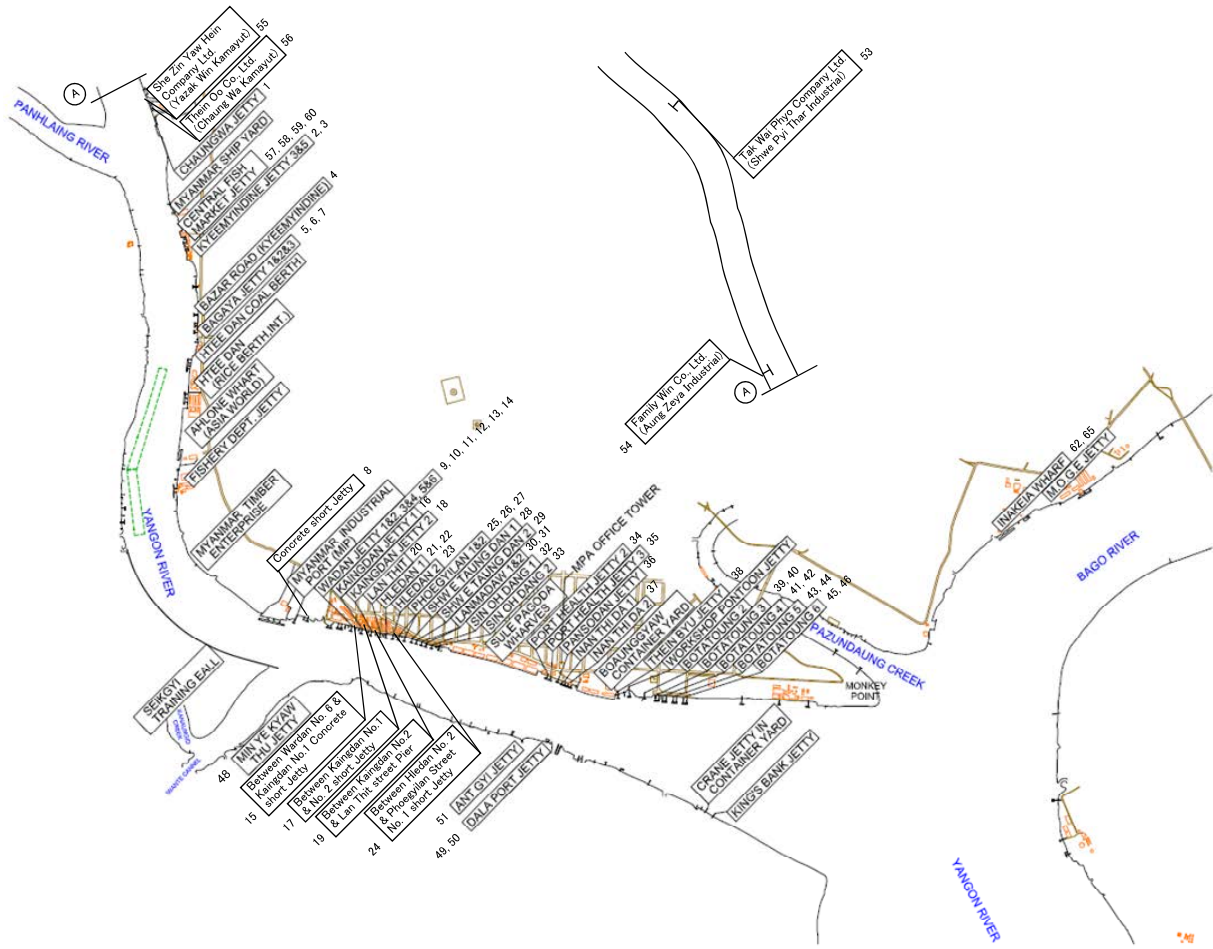 She Zin Yaw Hein
Company Ltd.
(Yazak Win Kamayut)
55
Thein Oo Co., Ltd.
(Chaung Wa Kamayut)
56
A
PANHLAING RIVER
CHAUNGWA JETTY
1
MYANMAR SHIP YARD
CENTRAL FISH
MARKET JETTY
57, 58, 59, 60
KYEEMYINDINE JETTY 3&5
2, 3
BAZAR ROAD (KYEEMYINDINE)
4
BAGAYA JETTY 1&2&3
5, 6, 7
HTEE DAN COAL BERTH
HTEE DAN
(RICE BERTH,INT.)
AHLONE WHART
(ASIA WORLD)
FISHERY DEPT. JETTY
MYANMAR TIMBER
ENTERPRISE
YANGON RIVER
Tak Wai Phyo Company Ltd.
(Shwe Pyi Thar Industrial)
53
Family Win Co., Ltd.
(Aung Zeya Industrial)
54
A
Concrete short Jetty
8
MYANMAR INDUSTRIAL
PORT (MIP)
WADAN JETTY 1&2, 3&4, 5&6
9, 10, 11, 12, 13, 14
KAINGDAN JETTY 1
16
KAINGDAN JETTY 2
18
LAN THIT
20
HLEDAN 1
21, 22
HLEDAN 2
23
PHOEGYILAN 1&2
25, 26, 27
SHWE TAUNG DAN 1
28
SHWE TAUNG DAN 2
29
LANMADAW 1&2
30, 31
SIN OH DANG 1
32
SIN OH DANG 2
33
SULE PAGODA
WHARVES
MPA OFFICE TOWER
PORT HEALTH JETTY 2
34
PORT HEALTH JETTY 3
35
PANSODAN
36
NAN THI DA 1
NAN THIDA 2
37
BOAUNGYAW
CONTAINER YARD
ITHEINBAYU JETTY
38
WORKSHOP PONTOON JETTY
BOTATOUNG 2
BOTATOUNG 3
39, 40
BOTATOUNG 4
41, 42
BOTATOUNG 5
43, 44
BOTATOUNG 6
45, 46
PAZUNDAUNG CREEK
MONKEY
POINT
INAKEIA WHARF
62, 65
M.O.G.E JETTY
BAGO RIVER
SEIKGYI
TRAINING EALL
MIN YE KYAW
THU JETTY
48
Between Wardan No. 6 &
Kaingdan No.1 Concrete
short Jetty
15
Between Kaingdan No.1
& No. 2 short Jetty
17
Between Kaingdan No.2
& Lan Thit street Pier
19
Between Hledan No. 2
& Phoegyilan Street
No. 1 short Jetty
24
ANT GYI JETTY
51
DALA PORT JETTY
49, 50
CRANE JETTY IN
CONTAINER YARD
KING'S BANK JETTY
YANGON RIVER